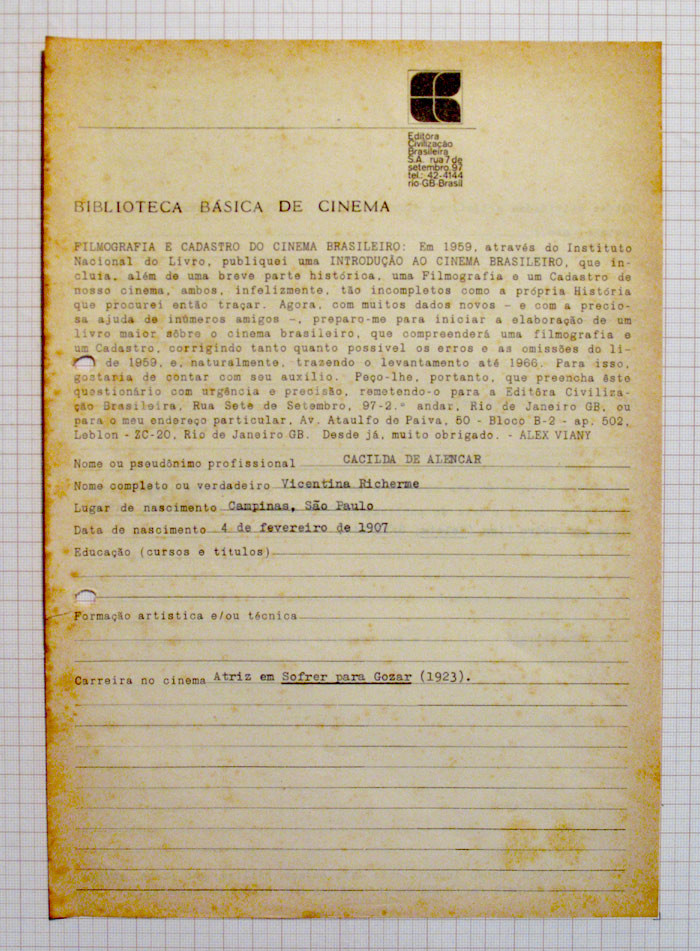 Editôra
Civilização
Brasileira
S.A. rua 7 de
setembro, 97
tel.: 42-4144
rio·GB·Brasil
BIBLIOTECA BÁSICA DE CINEMA
FILMOGRAFIA E CADASTRO DO CINEMA BRASILEIRO: Em 1959, através do Instituto
Nacional do Livro, publiquei uma INTRODUÇÃO AO CINEMA BRASILEIRO, que in-
cluia, além de uma breve parte histórica, uma Filmografia e um Cadastro de
nosso cinema, ambos, infelizmente, tão incompletos como a própria História
que procurei então traçar. Agora, com muitos dados novos - e com a precio-
sa ajuda de inúmeros amigos -, preparo-me para iniciar a elaboração de um
livro maior sôbre o cinema brasileiro, que compreenderá uma filmografia e
um Cadastro, corrigindo tanto quanto possivel os erros e as omissões do li-
de 1959, e, naturalmente, trazendo o levantamento até 1966. Para isso,
gostaria de contar com seu auxilio. Peço-lhe, portanto, que preencha êste
questionário com urgência e precisão, remetendo-o para a Editôra Civiliza-
ção Brasileira, Rua Sete de Setembro, 97-2.º andar, Rio de Janeiro GB, ou
para o meu endereço particular, Av. Ataulfo de Paiva, 50 - Bloco B-2 - ap. 502,
Leblon - ZC-20, Rio de Janeiro GB. Desde já, muito obrigado. - ALEX VIANY
Nome ou pseudônimo profissional CACILDA DE ALENCAR
Nome completo ou verdadeiro Vicentina Richerme
Lugar de nascimento Campinas, São Paulo
Data de nascimento 4 de fevereiro de 1907
Educação (cursos e titulos)
Formação artistica e/ou técnica
Carreira no cinema Atriz em Sofrer para Gozar (1923).